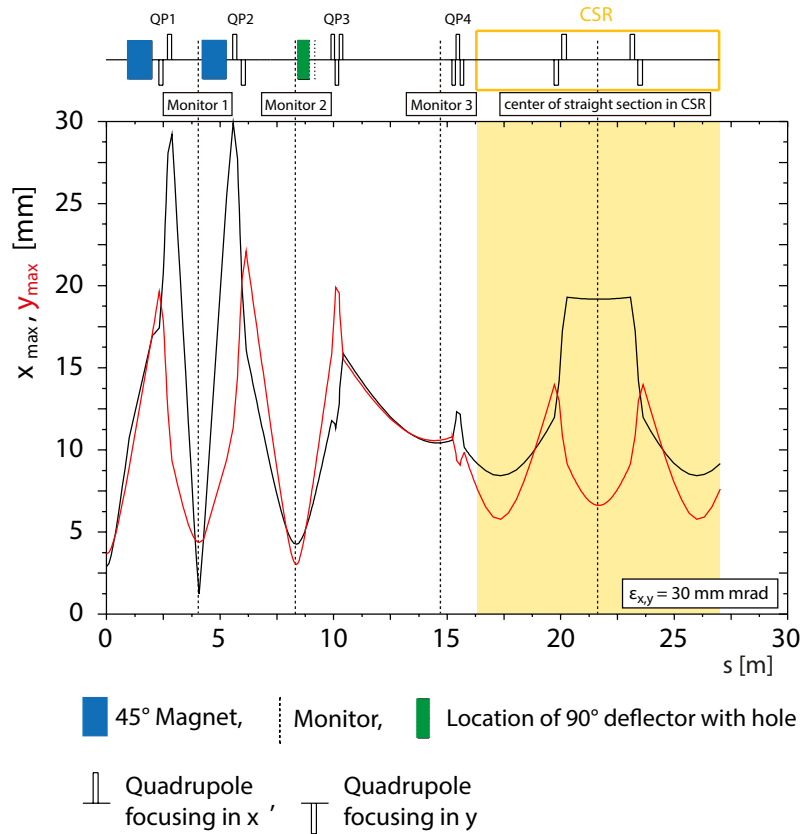 CSR
QP1 QP2 QP3 QP4
Monitor 1 Monitor 2 Monitor 3 center of straight section in CSR
30
25
20
15
10
5
0
x max, ymax [mm]
εx,y = 30 mm mrad
0 5 10 15 20 25 30
s [m]
45° Magnet, Monitor, Location of 90° deflector with hole
Quadrupole
focusing in x ,
Quadrupole
focusing in y